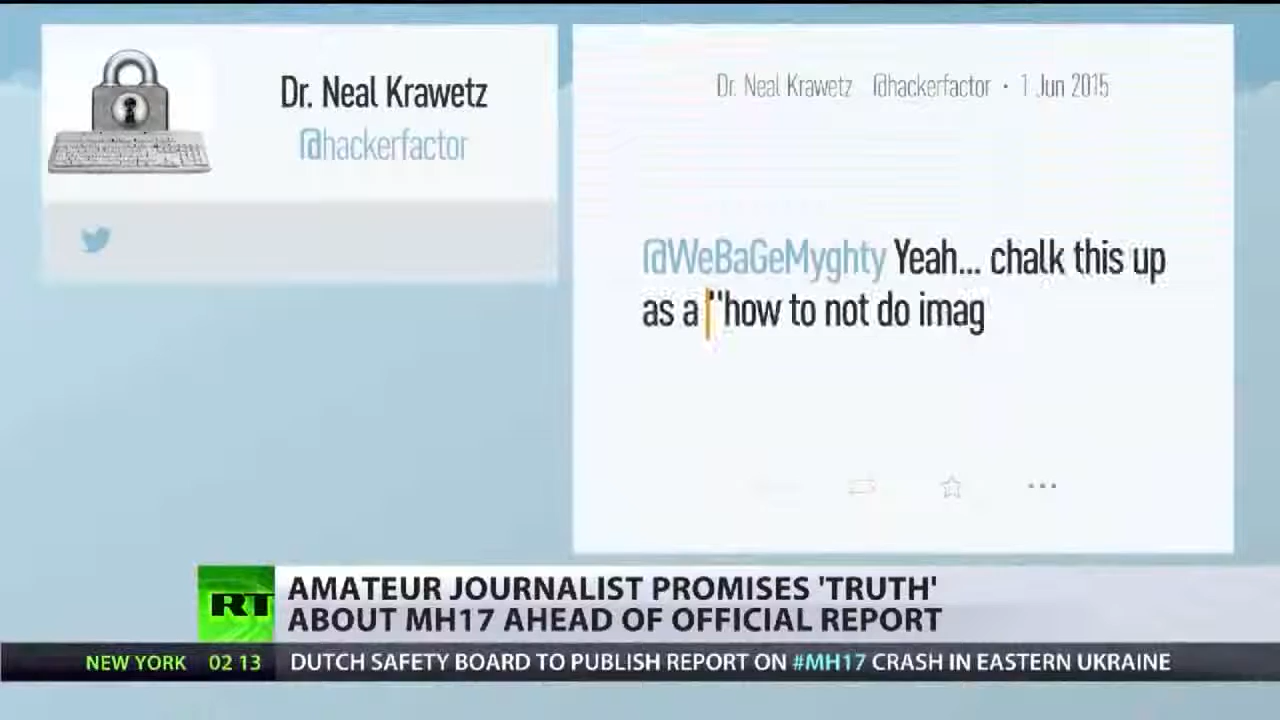 Dr. Neal Krawetz
@hackerfactor
Dr. Neal Krawetz @hackerfactor · 1 Jun 2015
@WeBaGeMyghty Yeah... chalk this up
as a "how to not do imag
RT
AMATEUR JOURNALIST PROMISES 'TRUTH'
ABOUT MH17 AHEAD OF OFFICIAL REPORT
NEW YORK 02 13 DUTCH SAFETY BOARD TO PUBLISH REPORT ON #MH17 CRASH IN EASTERN UKRAINE